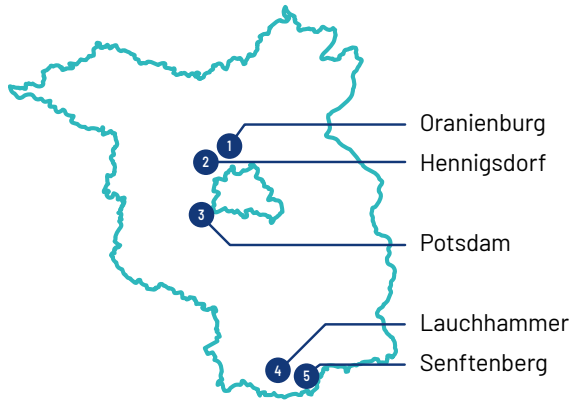 1 Oranienburg
2 Hennigsdorf
3 Potsdam
4 Lauchhammer
5 Senftenberg